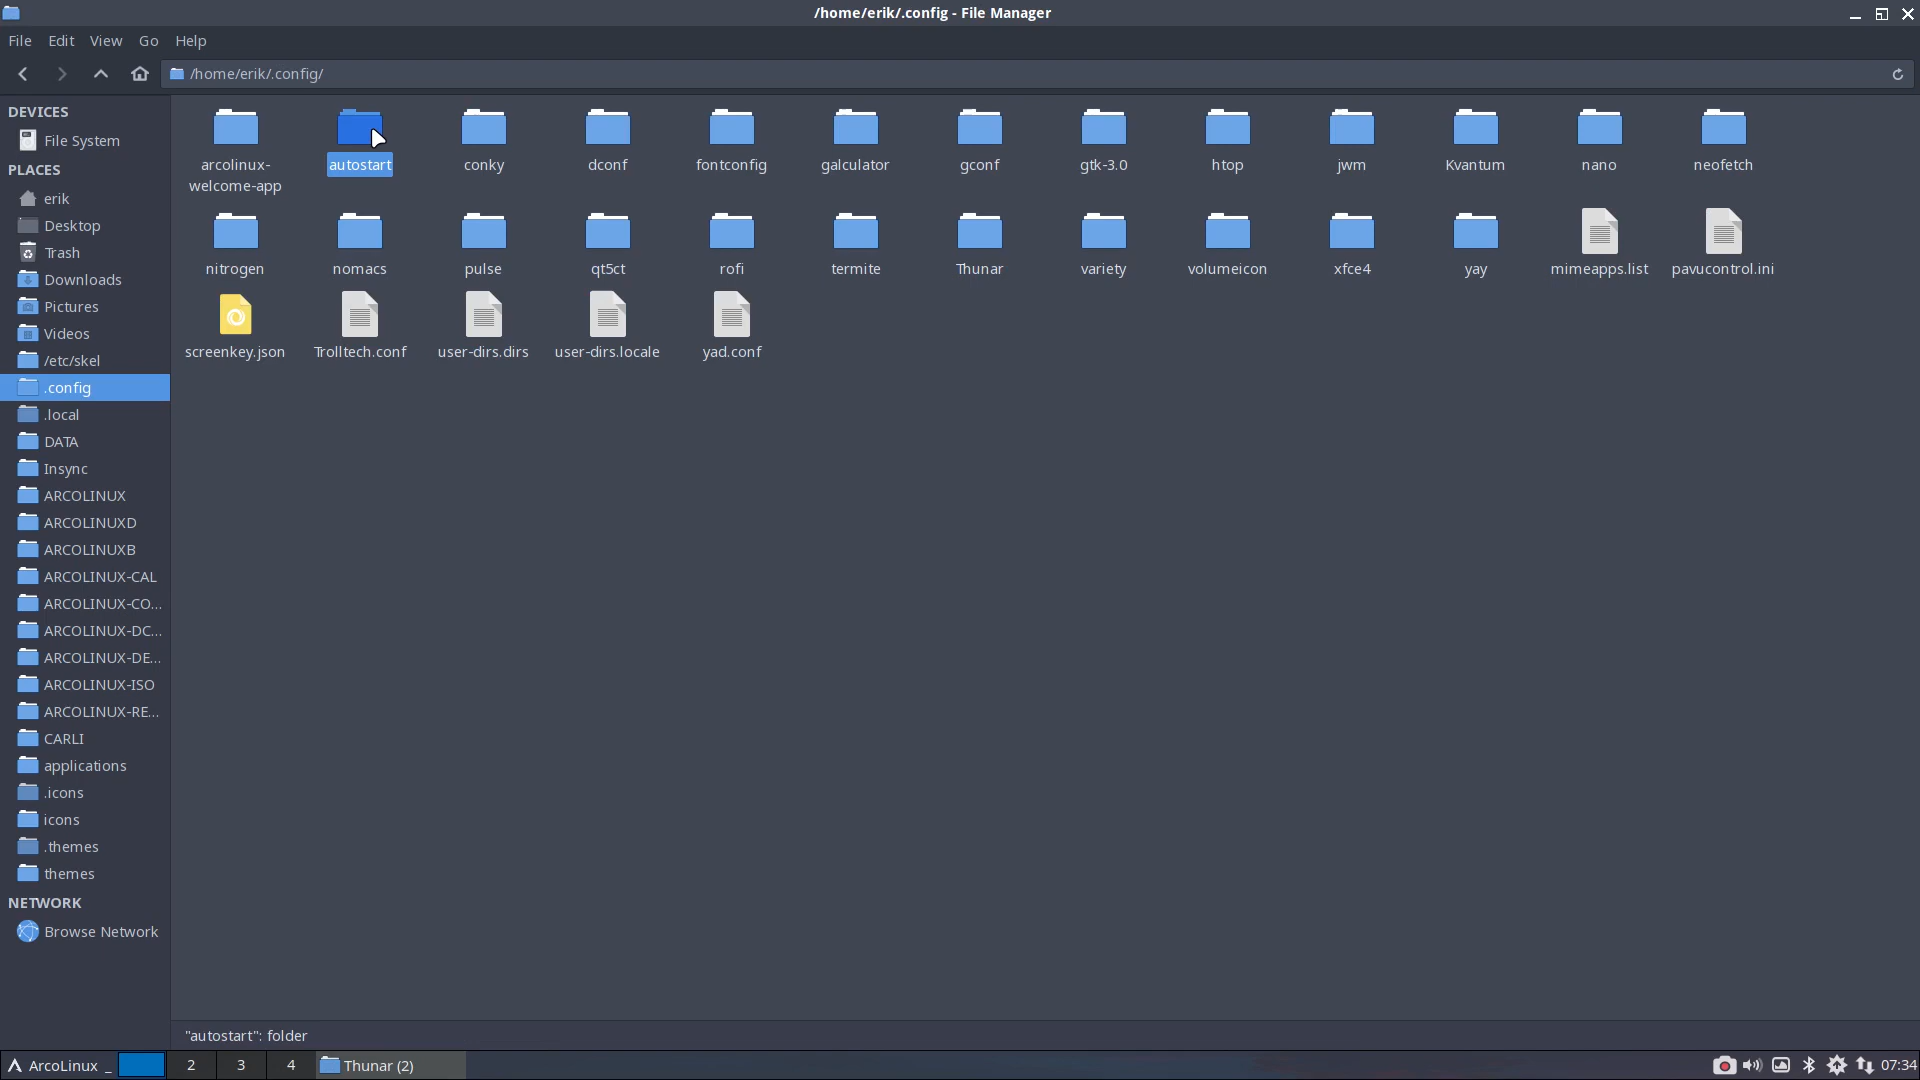 /home/erik/.config - File Manager
File Edit View Go Help
/home/erik/.config/
DEVICES
File System
PLACES
erik
Desktop
Trash
Downloads
Pictures
Videos
/etc/skel
.config
.local
DATA
Insync
ARCOLINUX
ARCOLINUXD
ARCOLINUXB
ARCOLINUX-CAL
ARCOLINUX-CO...
ARCOLINUX-DC...
ARCOLINUX-DE...
ARCOLINUX-ISO
ARCOLINUX-RE...
CARLI
applications
.icons
icons
.themes
themes
NETWORK
Browse Network
arcolinux-
welcome-app
autostart
conky
dconf
fontconfig
galculator
gconf
gtk-3.0
htop
jwm
Kvantum
nano
neofetch
nitrogen
nomacs
pulse
qt5ct
rofi
termite
Thunar
variety
volumeicon
xfce4
yay
mimeapps.list
pavucontrol.ini
screenkey.json
Trolltech.conf
user-dirs.dirs
user-dirs.locale
yad.conf
"autostart": folder
ArcoLinux _ 2 3 4 Thunar (2) 07:34